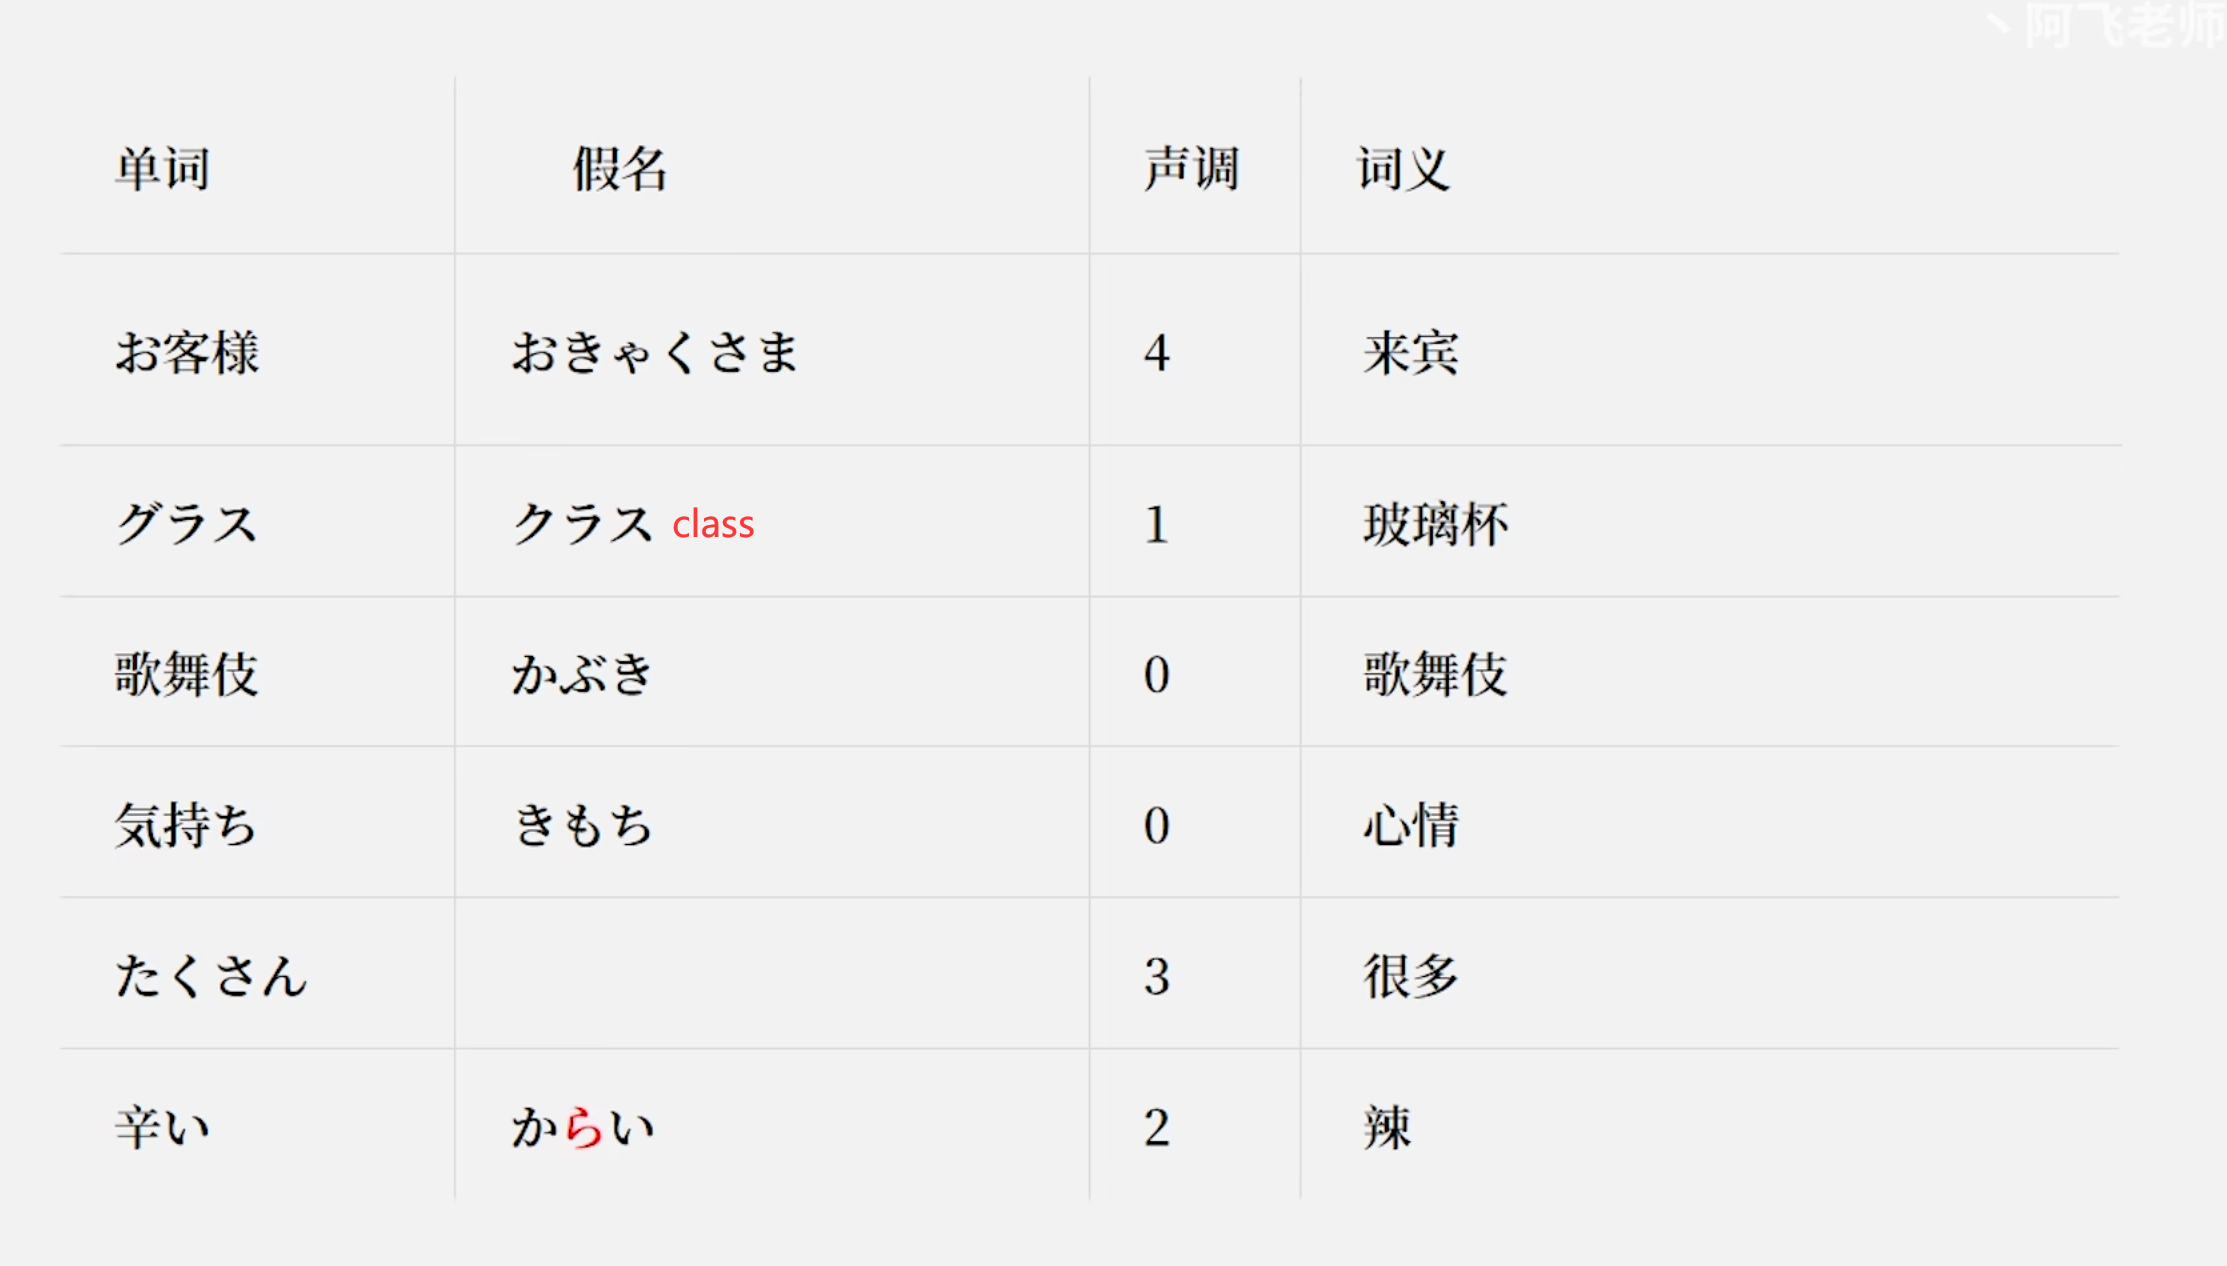 丶阿飞老师
单词 假名 声调 词义
お客様 おきゃくさま 4 来宾
グラス クラス class 1 玻璃杯
歌舞伎 かぶき 0 歌舞伎
気持ち きもち 0 心情
たくさん 3 很多
辛い からい 2 辣